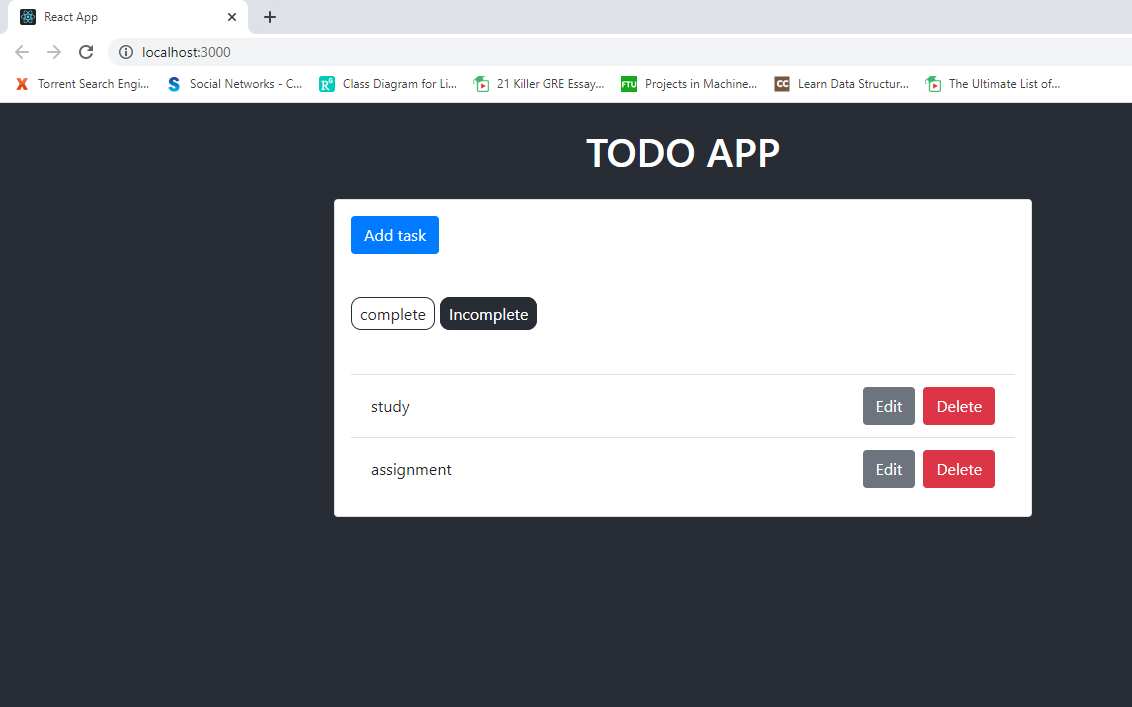 React App
localhost:3000
Torrent Search Engi... Social Networks - C... Class Diagram for Li... 21 Killer GRE Essay... FTU Projects in Machine... CC Learn Data Structur... The Ultimate List of...
TODO APP
Add task
complete Incomplete
study Edit Delete
assignment Edit Delete